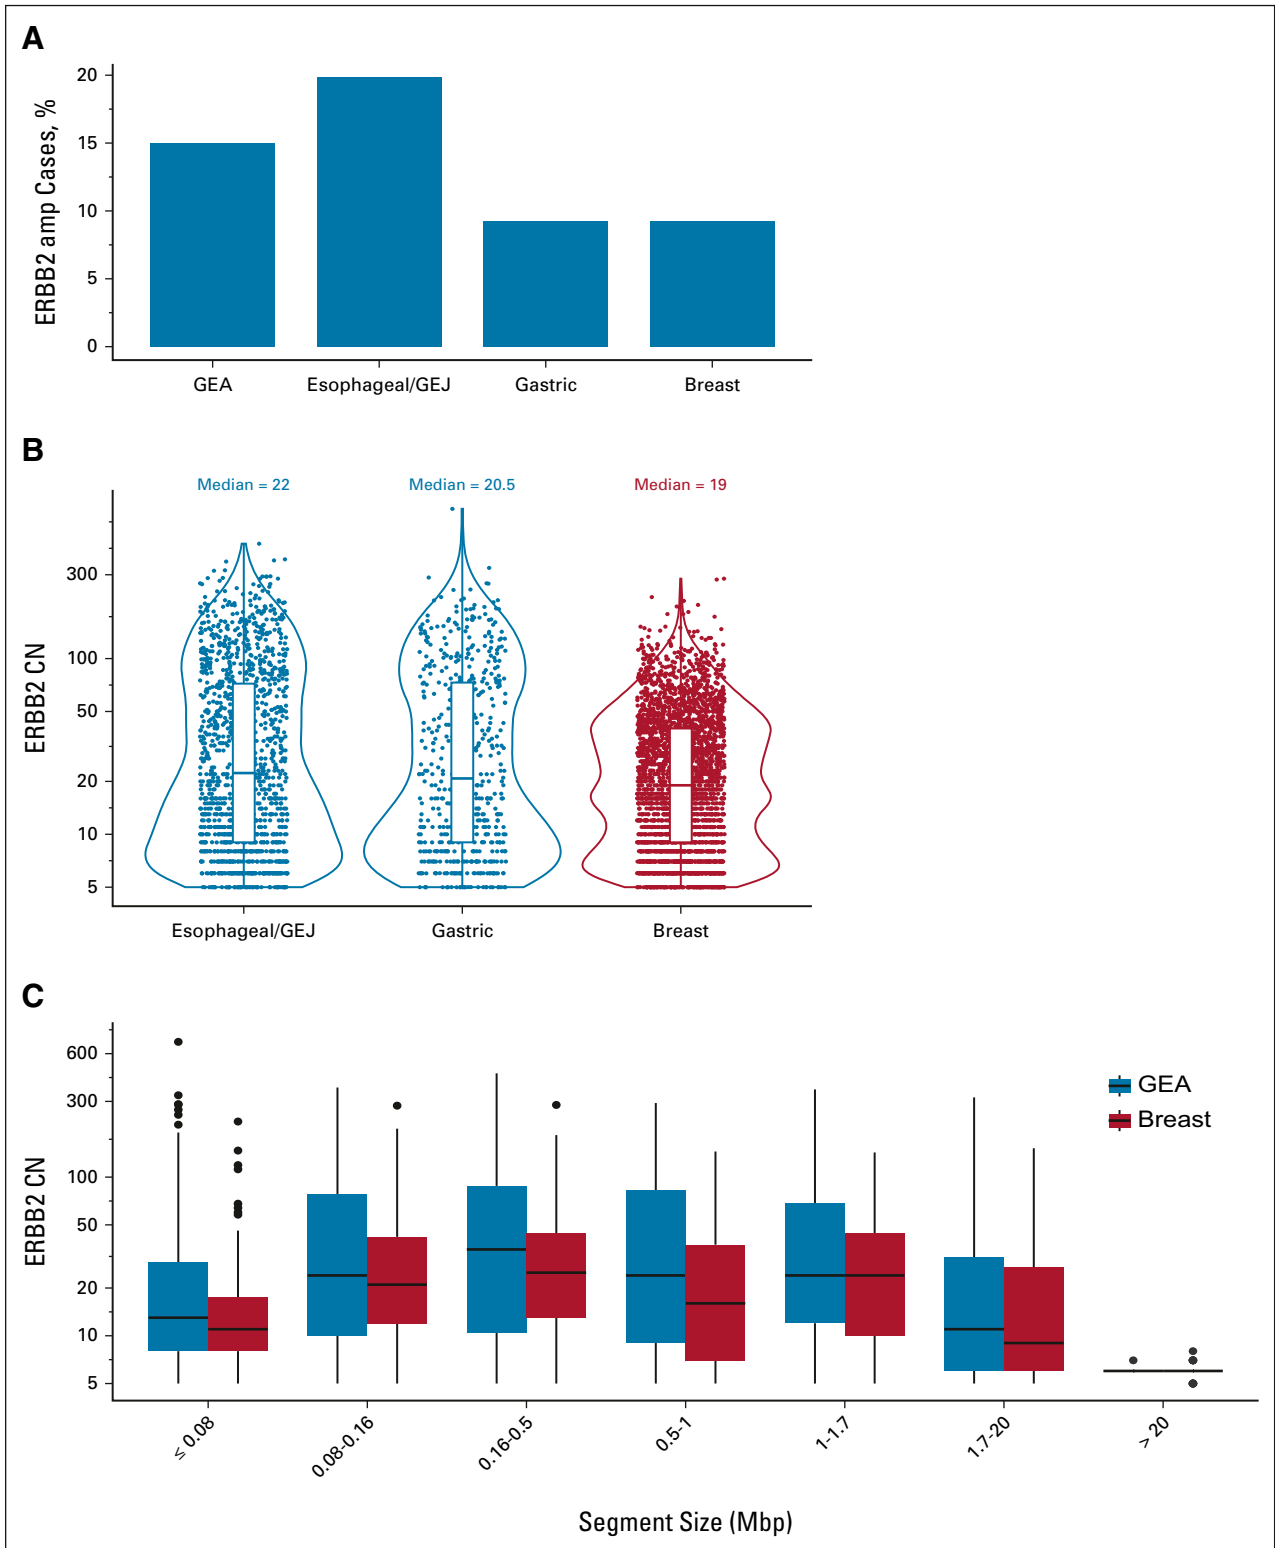 A
ERBB2 amp Cases, %
20
15
10
5
0
GEA Esophageal/GEJ Gastric Breast
B
Median = 22 Median = 20.5 Median = 19
ERBB2 CN
300
100
50
20
10
5
Esophageal/GEJ Gastric Breast
C
ERBB2 CN
600
300
100
50
20
10
5
GEA
Breast
≤ 0.08 0.08-0.16 0.16-0.5 0.5-1 1-1.7 1.7-20 > 20
Segment Size (Mbp)